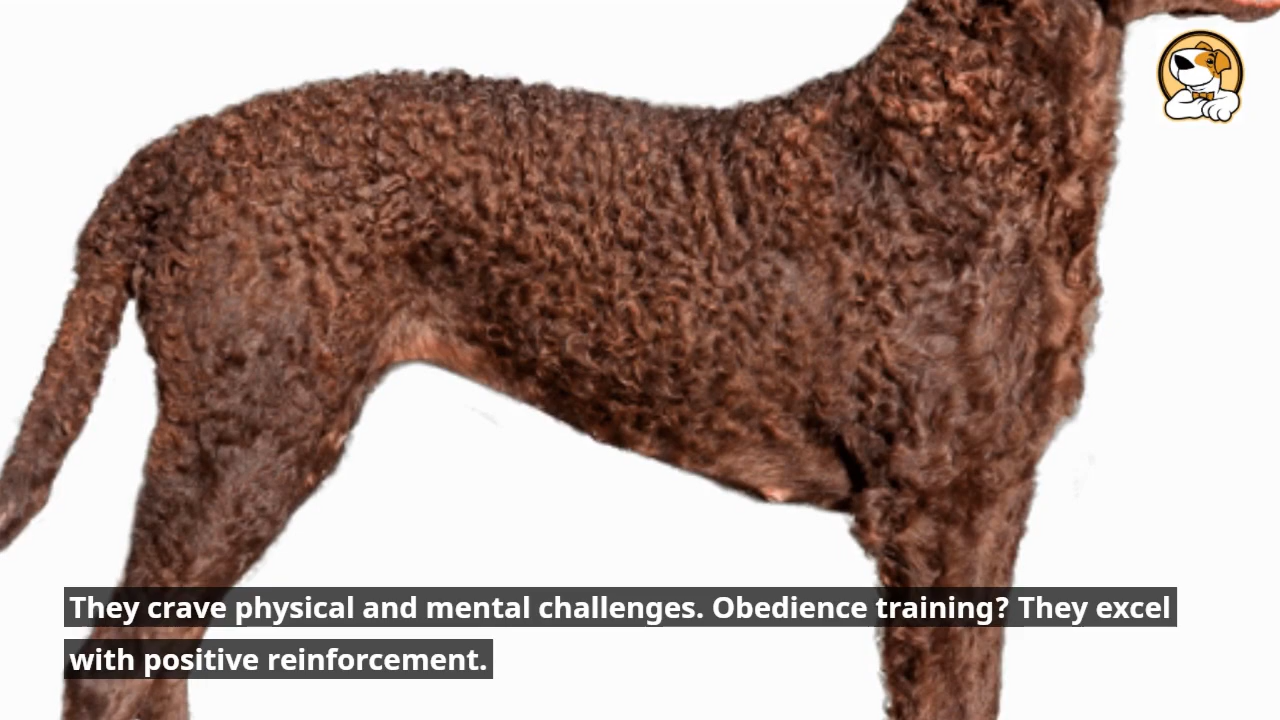 They crave physical and mental challenges. Obedience training? They excel
with positive reinforcement.